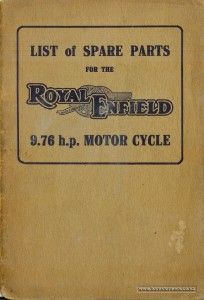 LIST of SPARE PARTS
FOR THE
ROYAL ENFIELD
9.76 h.p. MOTOR CYCLE